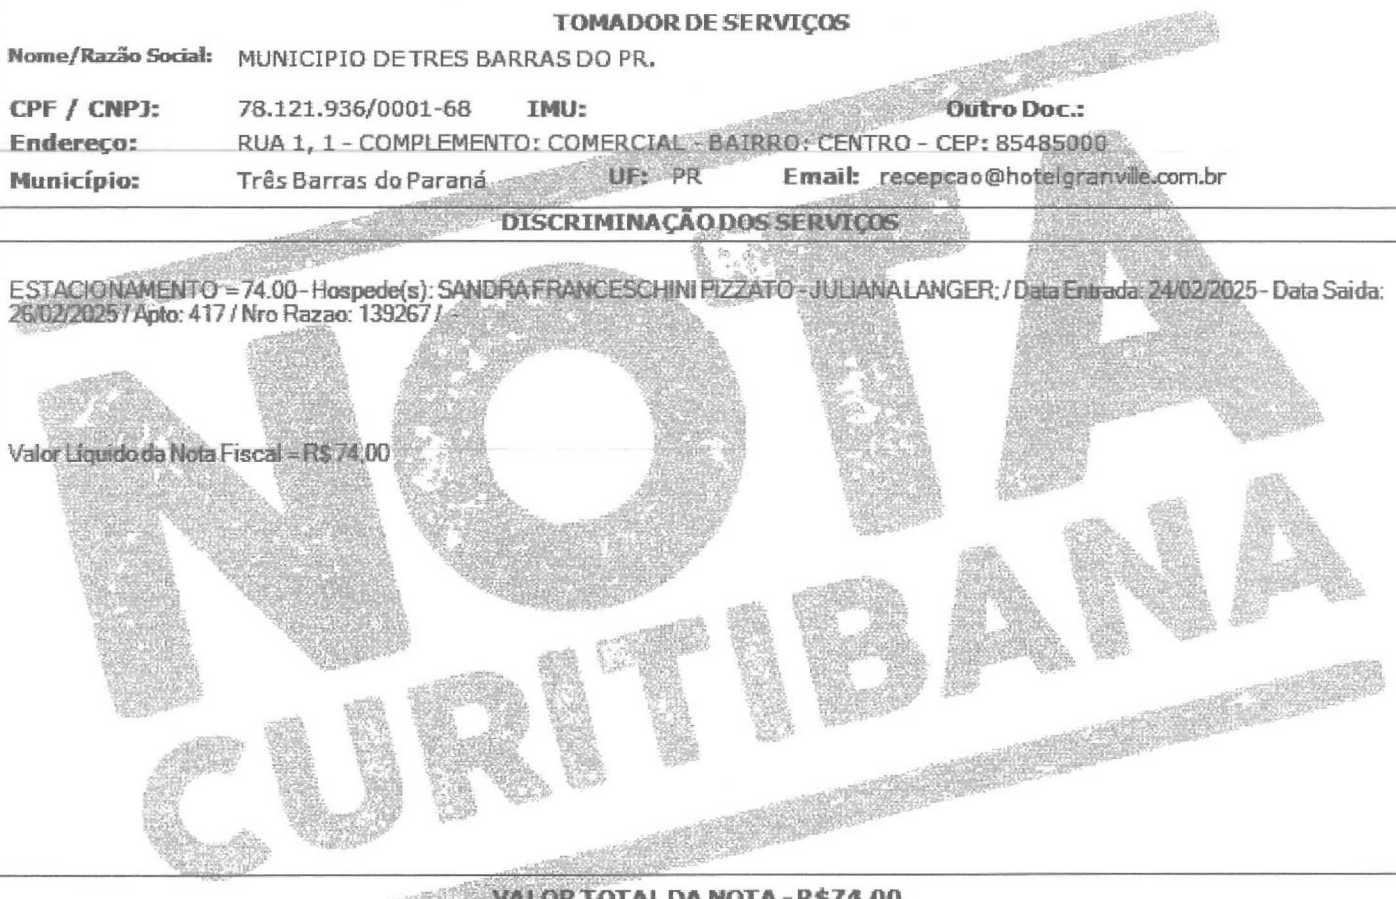 TOMADOR DE SERVIÇOS
Nome/Razão Social: MUNICIPIO DE TRES BARRAS DO PR.
CPF / CNPJ: 78.121.936/0001-68 IMU: Outro Doc.:
Endereço: RUA 1, 1 - COMPLEMENTO: COMERCIAL - BAIRRO: CENTRO - CEP: 85485000
Município: Três Barras do Paraná UF: PR Email: recepcao@hotelgranville.com.br
DISCRIMINAÇÃO DOS SERVIÇOS
ESTACIONAMENTO = 74.00 - Hospede(s): SANDRA FRANCESCHINI PIZZATO - JULIANA LANGER; / Data Entrada: 24/02/2025 - Data Saida:
26/02/2025 / Apto: 417 / Nro Razao: 139267 / -
Valor Líquido da Nota Fiscal = R$ 74,00
NOTA
CURITIBANA
VALOR TOTAL DA NOTA - R$74,00